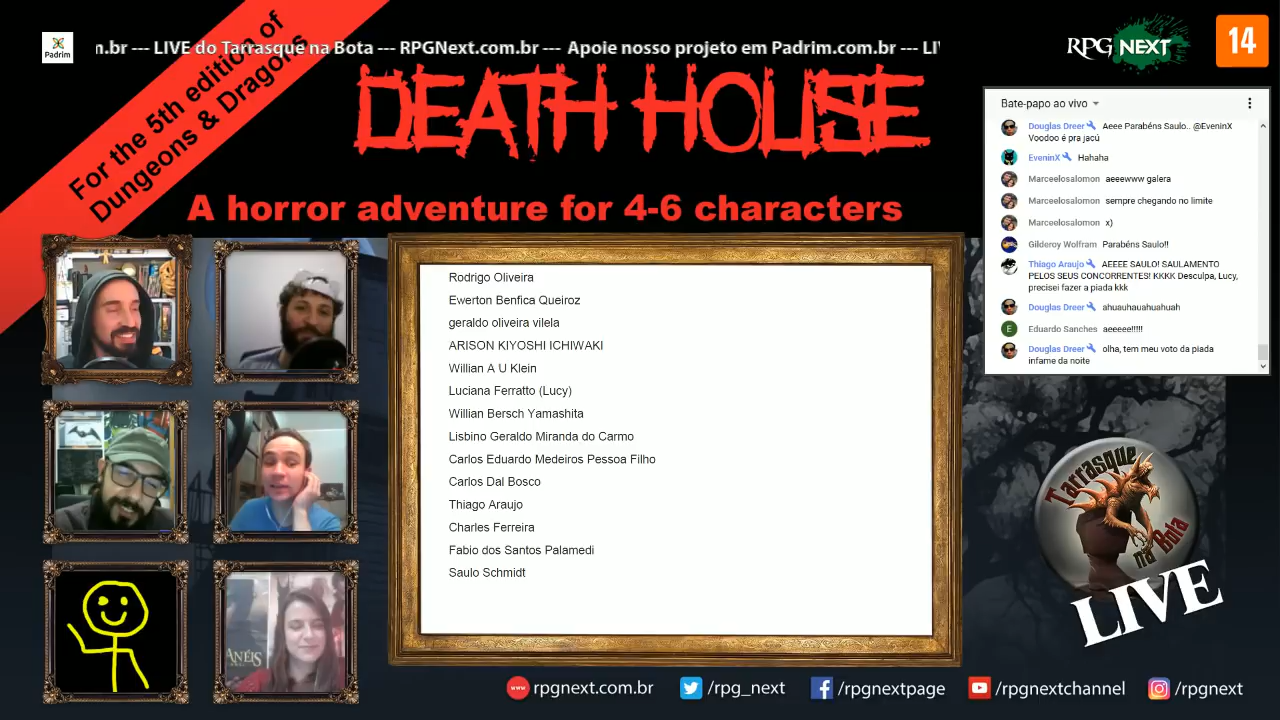 Padrim
n.br --- LIVE do Tarrasque na Bota --- RPGNext.com.br --- Apoie nosso projeto em Padrim.com.br --- LI
RPG NEXT
14
For the 5th edition of
Dungeons & Dragons
DEATH HOUSE
A horror adventure for 4-6 characters
Bate-papo ao vivo
Douglas Dreer Aeee Parabéns Saulo.. @EveninX
Voodoo é pra jacú
EveninX Hahaha
Marceelosalomon aeeewww galera
Marceelosalomon sempre chegando no limite
Marceelosalomon x)
Gilderoy Wolfram Parabéns Saulo!!
Thiago Araujo AEEEE SAULO! SAULAMENTO
PELOS SEUS CONCORRENTES! KKKK Desculpa, Lucy,
precisei fazer a piada kkk
Douglas Dreer ahuauhauahuahuah
E
Eduardo Sanches aeeeee!!!!!
Douglas Dreer olha, tem meu voto da piada
infame da noite
Rodrigo Oliveira
Ewerton Benfica Queiroz
geraldo oliveira vilela
ARISON KIYOSHI ICHIWAKI
Willian A U Klein
Luciana Ferratto (Lucy)
Willian Bersch Yamashita
Lisbino Geraldo Miranda do Carmo
Carlos Eduardo Medeiros Pessoa Filho
Carlos Dal Bosco
Thiago Araujo
Charles Ferreira
Fabio dos Santos Palamedi
Saulo Schmidt
ANÉIS
Tarrasque
na Bota
LIVE
www rpgnext.com.br
/rpg_next
/rpgnextpage
/rpgnextchannel
/rpgnext